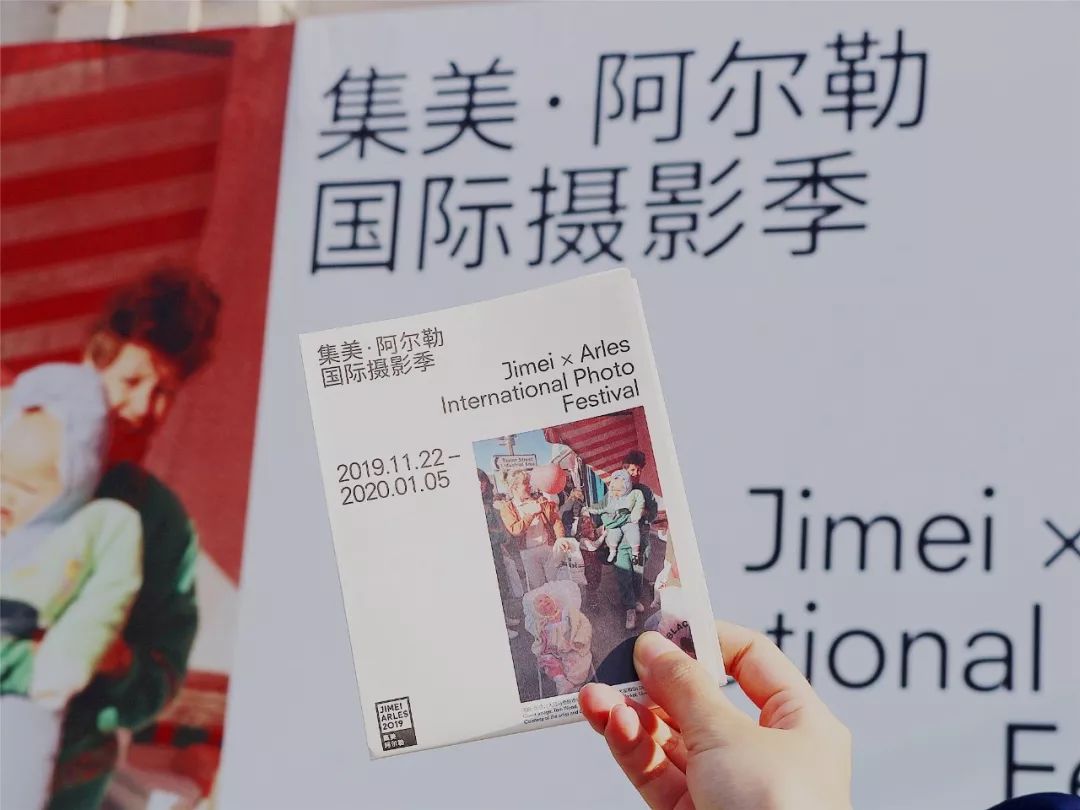 集美·阿尔勒
国际摄影季
Jimei ×
tional
集美·阿尔勒
国际摄影季
Jimei × Arles
International Photo
Festival
2019.11.22–
2020.01.05
JIMEI
ARLES
2019
集美
阿尔勒